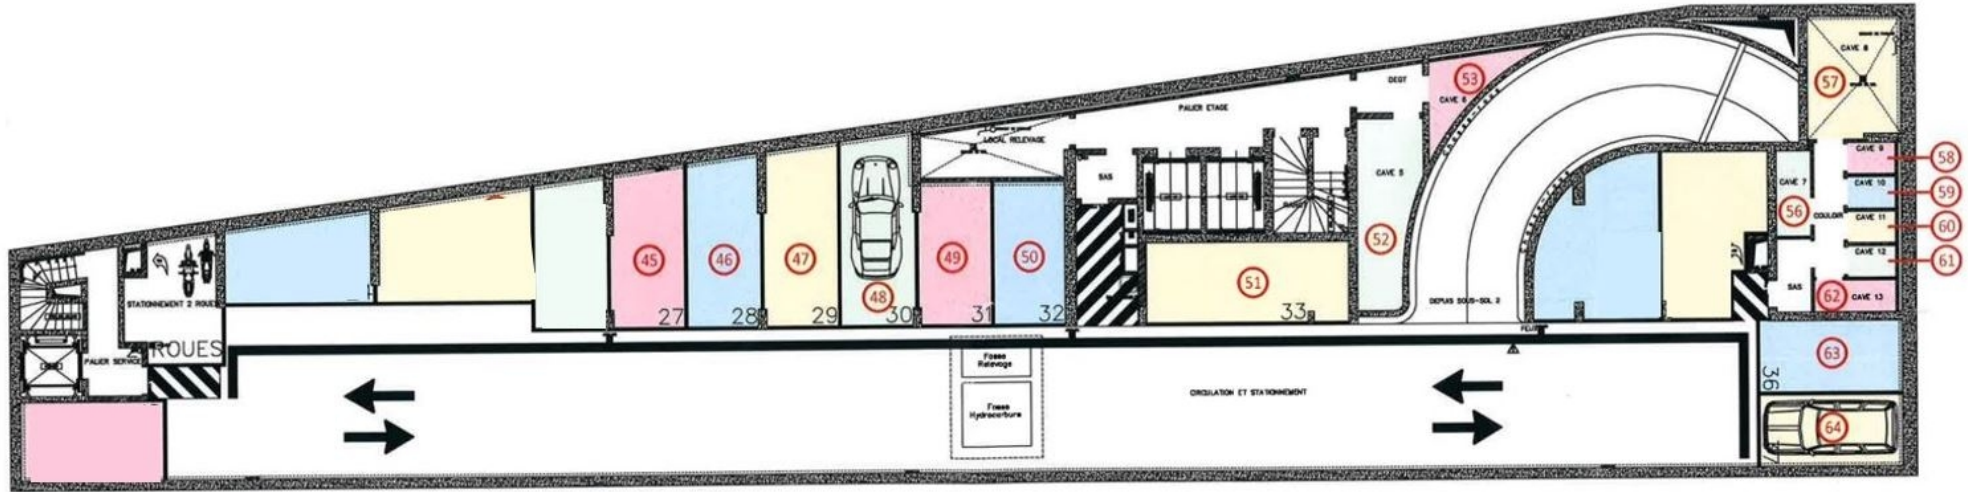 CAVE 8
57
53
CAVE 6
DEGT
PALIER ETAGE
LOCAL RELEVAGE
SAS
CAVE 5
52
CAVE 9
58
CAVE 10
59
CAVE 7
56
COULOIR
CAVE 11
60
CAVE 12
61
SAS
62
CAVE 13
45
46
47
48
49
50
51
27
28
29
30
31
32
33
DEPUIS SOUS-SOL 2
STATIONNEMENT 2 ROUES
ROUES
PALIER SERVICE
Fosse
Relevage
Fosse
Hydrocarbure
CIRCULATION ET STATIONNEMENT
63
36
64